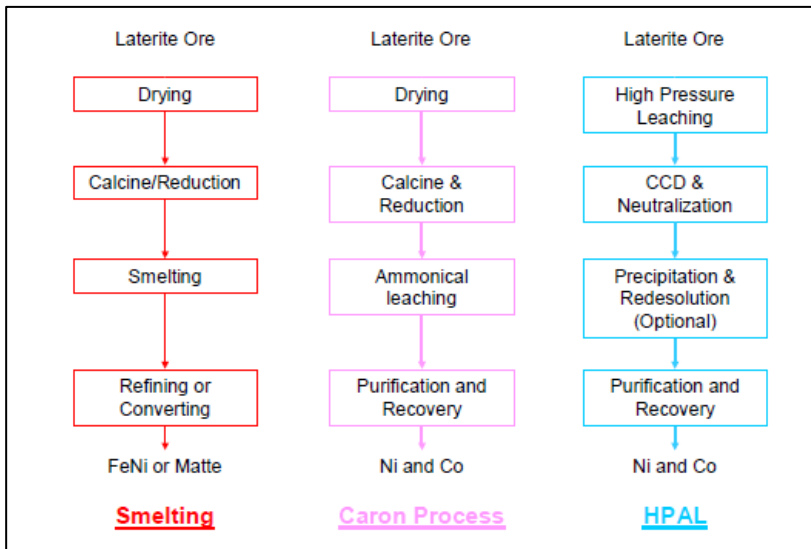 Laterite Ore
Drying
Calcine/Reduction
Smelting
Refining or
Converting
FeNi or Matte
Smelting
Laterite Ore
Drying
Calcine &
Reduction
Ammonical
leaching
Purification and
Recovery
Ni and Co
Caron Process
Laterite Ore
High Pressure
Leaching
CCD &
Neutralization
Precipitation &
Redesolution
(Optional)
Purification and
Recovery
Ni and Co
HPAL